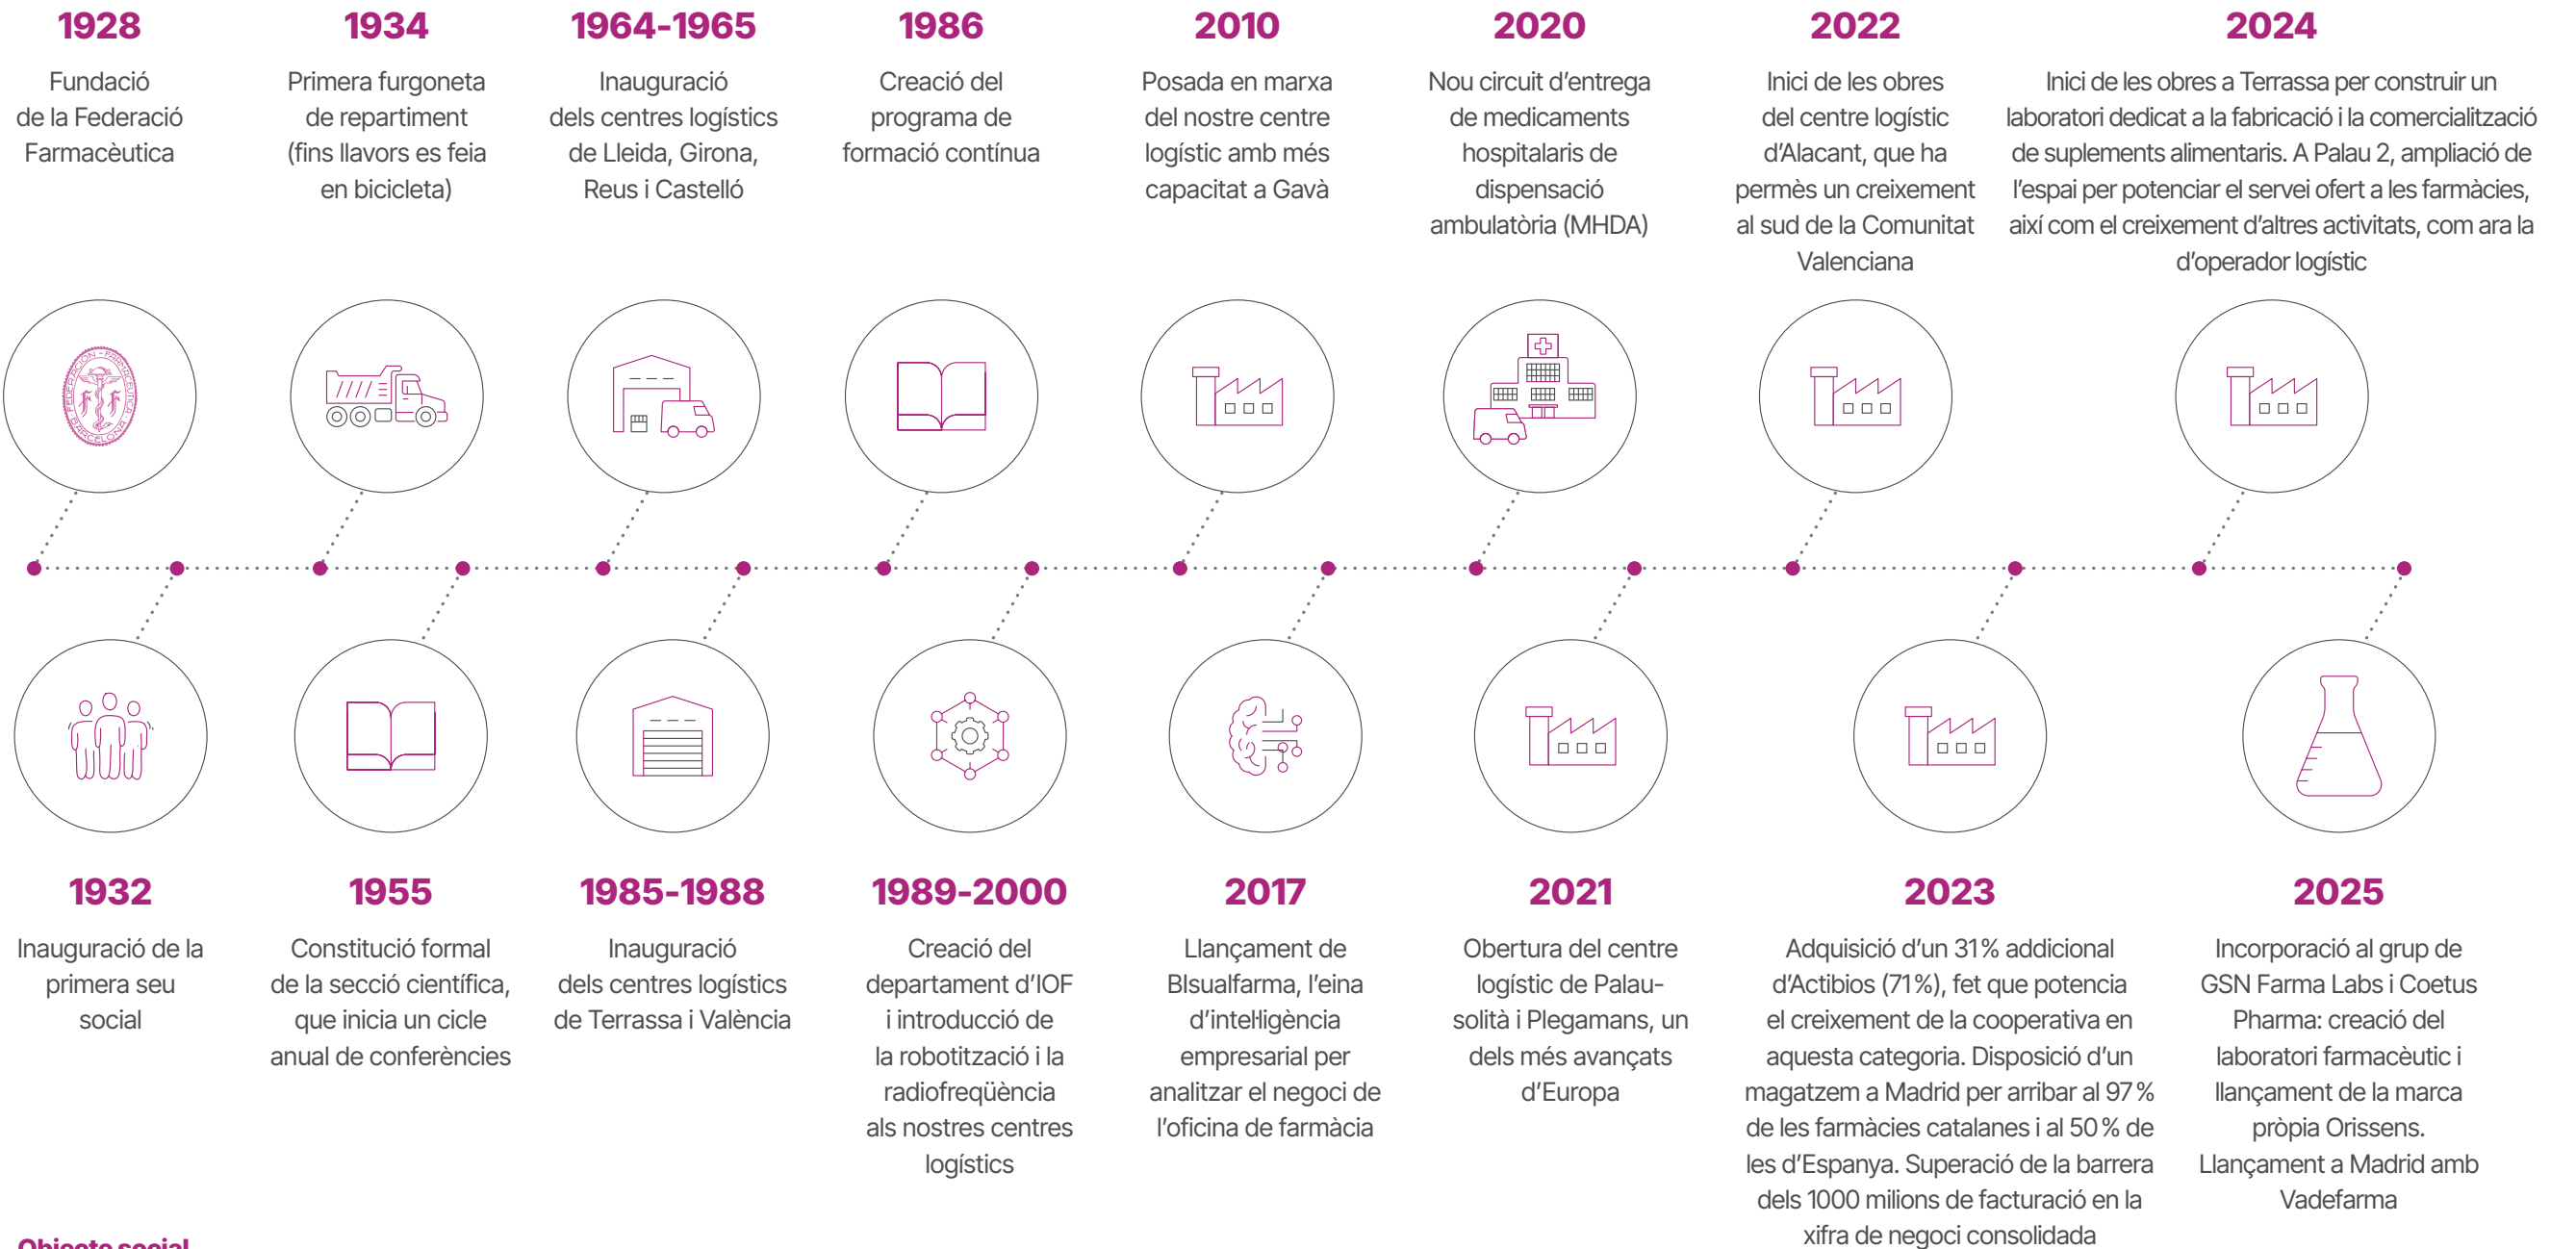 1928
Fundació
de la Federació
Farmacèutica
1934
Primera furgoneta
de repartiment
(fins llavors es feia
en bicicleta)
1964-1965
Inauguració
dels centres logístics
de Lleida, Girona,
Reus i Castelló
1986
Creació del
programa de
formació contínua
2010
Posada en marxa
del nostre centre
logístic amb més
capacitat a Gavà
2020
Nou circuit d’entrega
de medicaments
hospitalaris de
dispensació
ambulatòria (MHDA)
2022
Inici de les obres
del centre logístic
d’Alacant, que ha
permès un creixement
al sud de la Comunitat
Valenciana
2024
Inici de les obres a Terrassa per construir un
laboratori dedicat a la fabricació i la comercialització
de suplements alimentaris. A Palau 2, ampliació de
l’espai per potenciar el servei ofert a les farmàcies,
així com el creixement d’altres activitats, com ara la
d’operador logístic
FEDERACION - FARMACEUTICA
F F
BARCELONA
1932
Inauguració de la
primera seu
social
1955
Constitució formal
de la secció científica,
que inicia un cicle
anual de conferències
1985-1988
Inauguració
dels centres logístics
de Terrassa i València
1989-2000
Creació del
departament d’IOF
i introducció de
la robotització i la
radiofreqüència
als nostres centres
logístics
2017
Llançament de
BIsualfarma, l’eina
d’intel·ligència
empresarial per
analitzar el negoci de
l’oficina de farmàcia
2021
Obertura del centre
logístic de Palau-
solità i Plegamans, un
dels més avançats
d’Europa
2023
Adquisició d’un 31 % addicional
d’Actibios (71 %), fet que potencia
el creixement de la cooperativa en
aquesta categoria. Disposició d’un
magatzem a Madrid per arribar al 97 %
de les farmàcies catalanes i al 50 % de
les d’Espanya. Superació de la barrera
dels 1000 milions de facturació en la
xifra de negoci consolidada
2025
Incorporació al grup de
GSN Farma Labs i Coetus
Pharma: creació del
laboratori farmacèutic i
llançament de la marca
pròpia Orissens.
Llançament a Madrid amb
Vadefarma
Objecte social